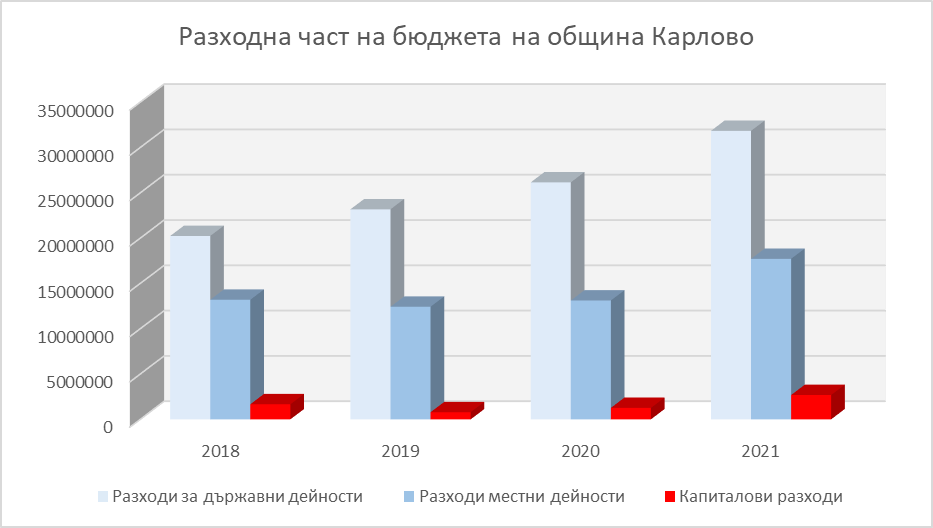 Разходна част на бюджета на община Карлово
35000000
30000000
25000000
20000000
15000000
10000000
5000000
0
2018 2019 2020 2021
Разходи за държавни дейности Разходи местни дейности Капиталови разходи